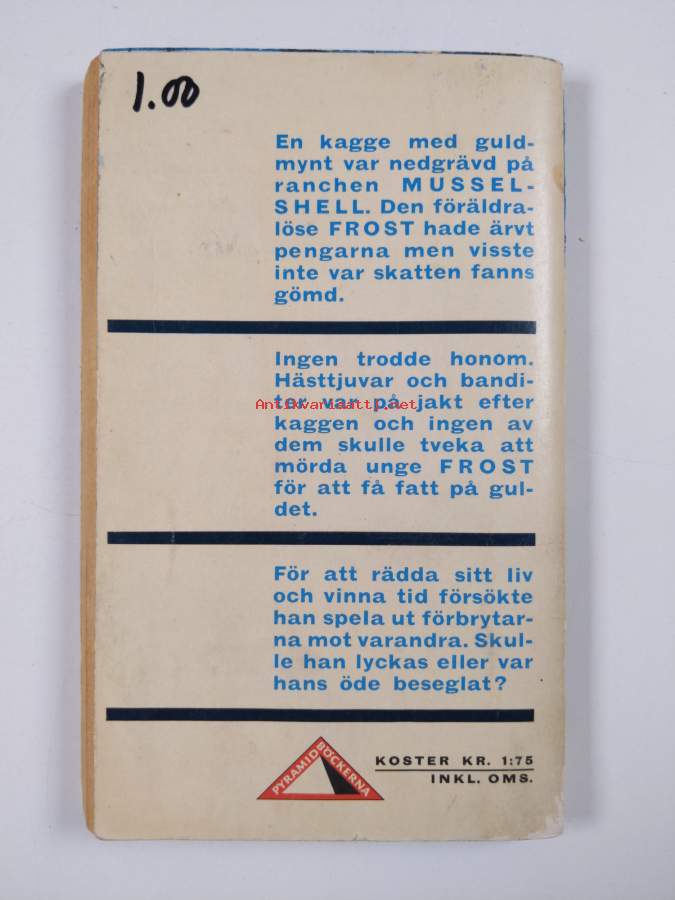 1.00
En kagge med guld-
mynt var nedgrävd på
ranchen MUSSEL-
SHELL. Den föräldra-
löse FROST hade ärvt
pengarna men visste
inte var skatten fanns
gömd.
Ingen trodde honom.
Hästtjuvar och bandi-
ter var på jakt efter
Antikvariaatti.net
kaggen och ingen av
dem skulle tveka att
mörda unge FROST
för att få fatt på gul-
det.
För att rädda sitt liv
och vinna tid försökte
han spela ut förbrytar-
na mot varandra. Skul-
le han lyckas eller var
hans öde beseglat?
PYRAMID BÖCKERNA
KOSTER KR. 1:75
INKL. OMS.